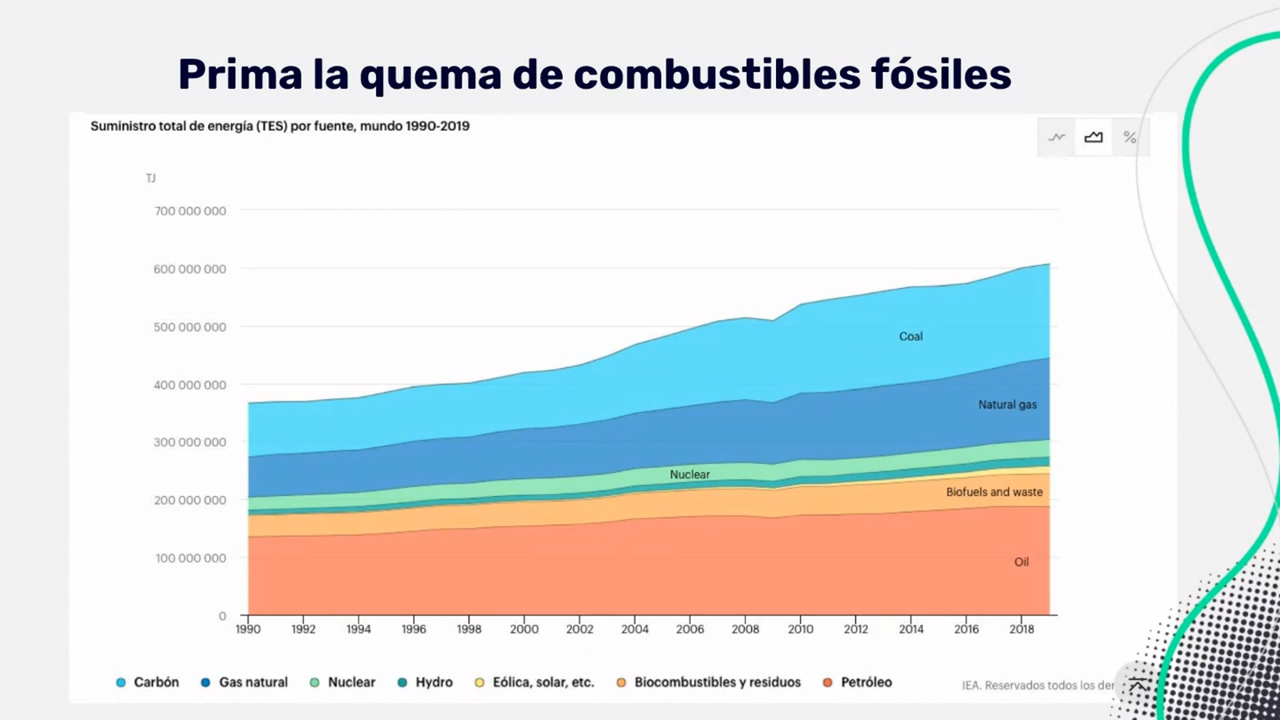 Prima la quema de combustibles fósiles
Suministro total de energía (TES) por fuente, mundo 1990-2019
%
TJ
700 000 000
600 000 000
500 000 000
400 000 000
300 000 000
200 000 000
100 000 000
0
Coal
Natural gas
Nuclear
Biofuels and waste
Oil
1990 1992 1994 1996 1998 2000 2002 2004 2006 2008 2010 2012 2014 2016 2018
Carbón Gas natural Nuclear Hydro Eólica, solar, etc. Biocombustibles y residuos Petróleo
IEA. Reservados todos los der